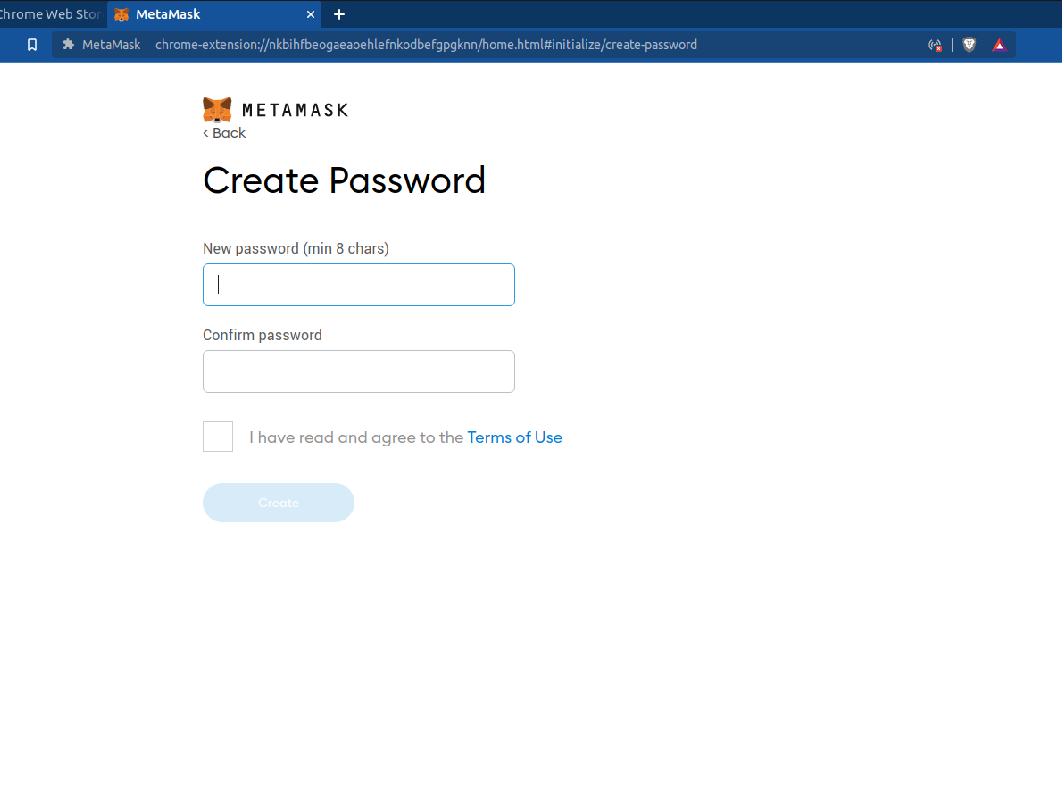 Chrome Web Stor
MetaMask
MetaMask chrome-extension://nkbihfbeogaeaoehlefnkodbefgpgknn/home.html#initialize/create-password
METAMASK
‹ Back
Create Password
New password (min 8 chars)
Confirm password
I have read and agree to the Terms of Use
Create